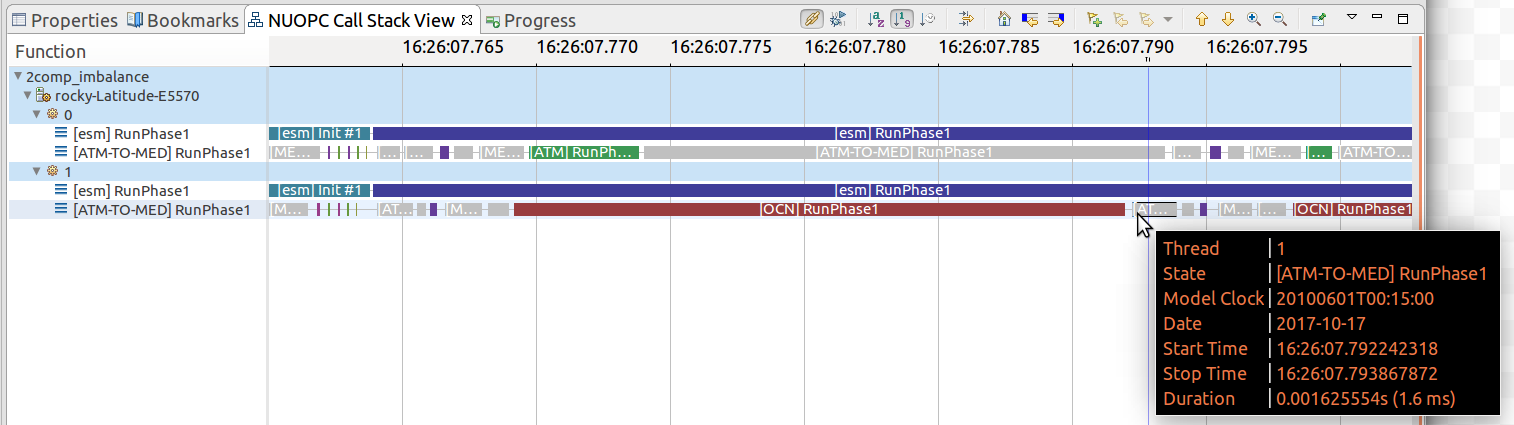 Properties Bookmarks NUOPC Call Stack View Progress
Function 16:26:07.765 16:26:07.770 16:26:07.775 16:26:07.780 16:26:07.785 16:26:07.790 16:26:07.795
2comp_imbalance
rocky-Latitude-E5570
0
[esm] RunPhase1 [esm] Init #1 [esm] RunPhase1
[ATM-TO-MED] RunPhase1 ME... ... ... ME... [ATM] RunPh... [ATM-TO-MED] RunPhase1 ... ME... ... ATM-TO...
1
[esm] RunPhase1 [esm] Init #1 [esm] RunPhase1
[ATM-TO-MED] RunPhase1 M... AT... M... [OCN] RunPhase1 AT... M... ... [OCN] RunPhase1
Thread 1
State [ATM-TO-MED] RunPhase1
Model Clock 20100601T00:15:00
Date 2017-10-17
Start Time 16:26:07.792242318
Stop Time 16:26:07.793867872
Duration 0.001625554s (1.6 ms)